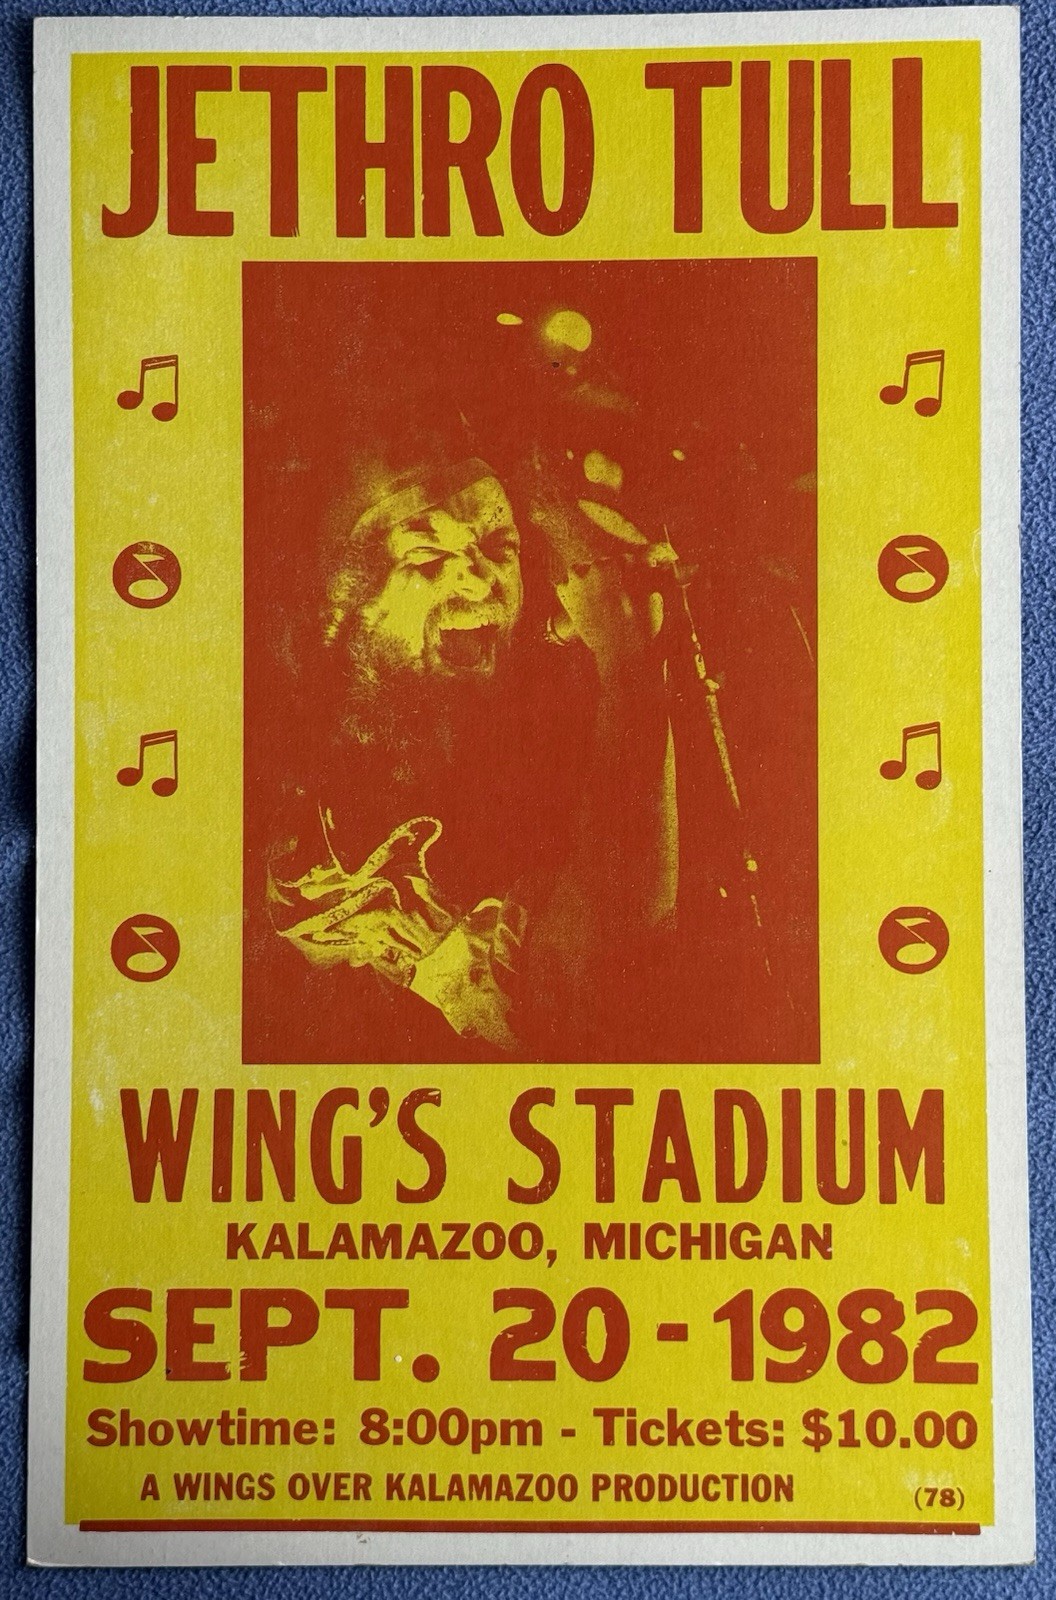 JETHRO TULL
WING'S STADIUM
KALAMAZOO, MICHIGAN
SEPT. 20 - 1982
Showtime: 8:00pm - Tickets: $10.00
A WINGS OVER KALAMAZOO PRODUCTION (78)